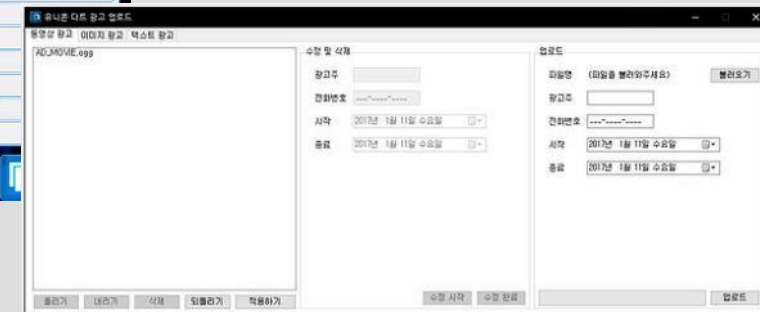 유니콘 다트 광고 업로드
동영상 광고 이미지 광고 텍스트 광고
AD_MOVIE.ogg
수정 및 삭제
광고주
전화번호 ___-____-____
시작 2017년 1월 11일 수요일
종료 2017년 1월 11일 수요일
수정 시작 수정 완료
업로드
파일명 (파일을 불러와주세요) 불러오기
광고주
전화번호 ___-____-____
시작 2017년 1월 11일 수요일
종료 2017년 1월 11일 수요일
업로드
올리기 내리기 삭제 되돌리기 적용하기